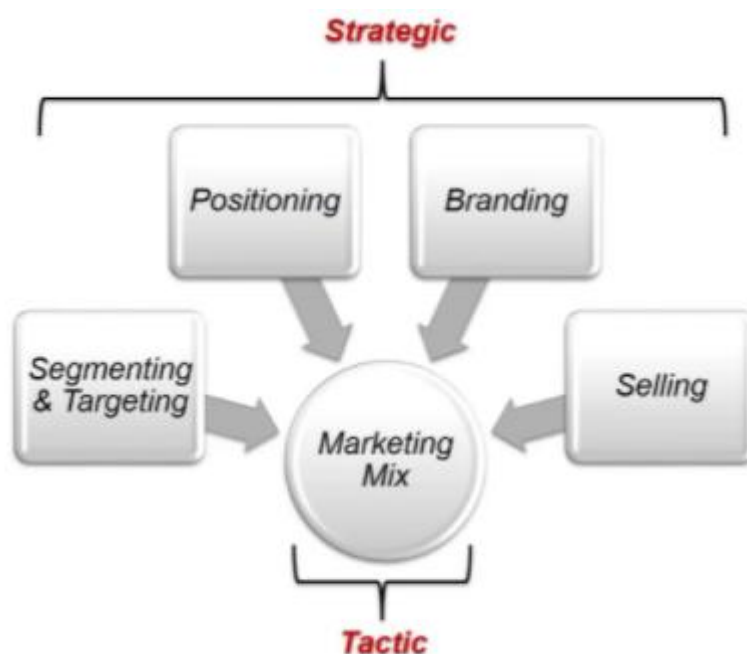 Strategic
Positioning
Branding
Segmenting
& Targeting
Selling
Marketing
Mix
Tactic